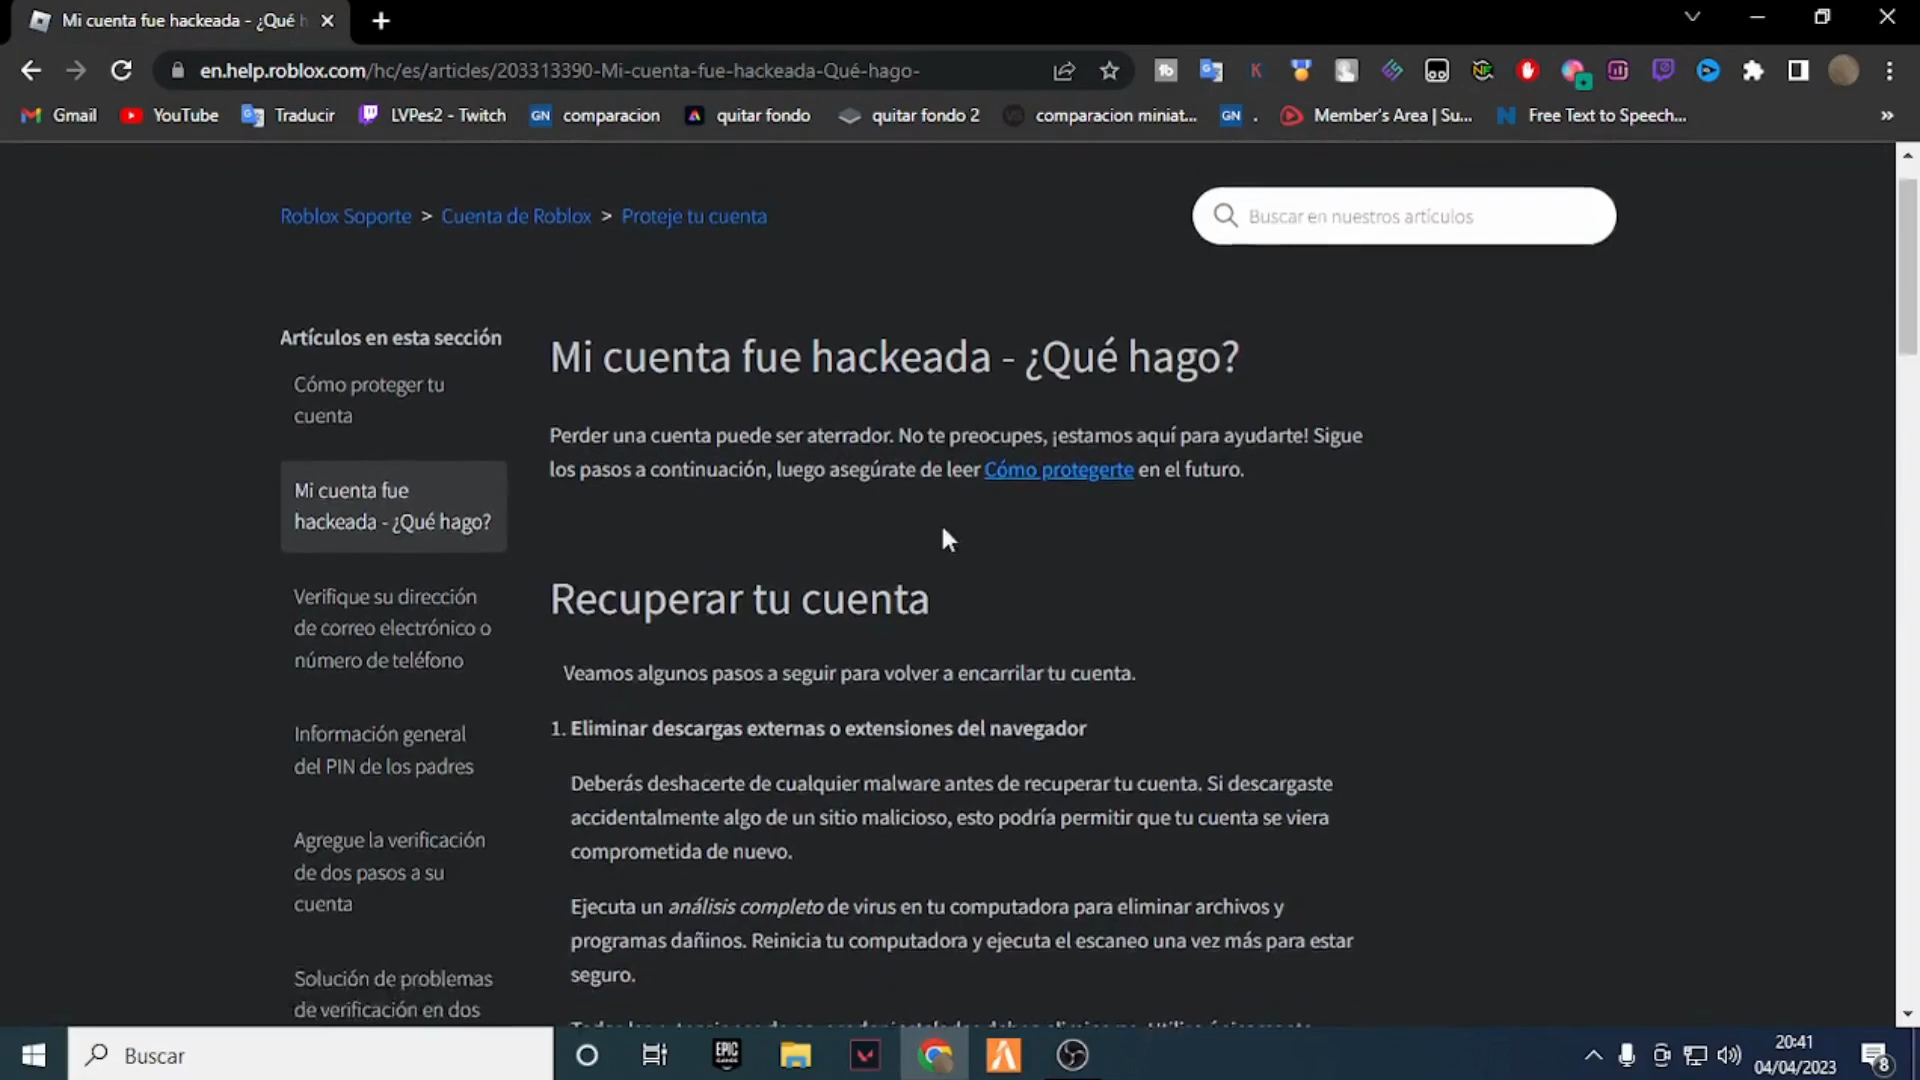 Mi cuenta fue hackeada - ¿Qué h
en.help.roblox.com/hc/es/articles/203313390-Mi-cuenta-fue-hackeada-Qué-hago-
Gmail
YouTube
Traducir
LVPes2 - Twitch
GN comparacion
quitar fondo
quitar fondo 2
comparacion miniat...
GN .
Member's Area | Su...
Free Text to Speech...
»
Roblox Soporte > Cuenta de Roblox > Proteje tu cuenta
Buscar en nuestros artículos
Artículos en esta sección
Cómo proteger tu
cuenta
Mi cuenta fue
hackeada - ¿Qué hago?
Verifique su dirección
de correo electrónico o
número de teléfono
Información general
del PIN de los padres
Agregue la verificación
de dos pasos a su
cuenta
Solución de problemas
de verificación en dos
Mi cuenta fue hackeada - ¿Qué hago?
Perder una cuenta puede ser aterrador. No te preocupes, ¡estamos aquí para ayudarte! Sigue
los pasos a continuación, luego asegúrate de leer Cómo protegerte en el futuro.
Recuperar tu cuenta
Veamos algunos pasos a seguir para volver a encarrilar tu cuenta.
1. Eliminar descargas externas o extensiones del navegador
Deberás deshacerte de cualquier malware antes de recuperar tu cuenta. Si descargaste
accidentalmente algo de un sitio malicioso, esto podría permitir que tu cuenta se viera
comprometida de nuevo.
Ejecuta un análisis completo de virus en tu computadora para eliminar archivos y
programas dañinos. Reinicia tu computadora y ejecuta el escaneo una vez más para estar
seguro.
Buscar
EPIC GAMES
20:41
04/04/2023
8